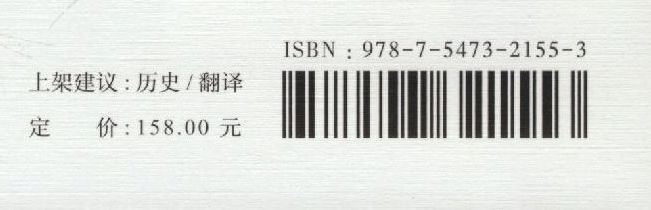 ISBN : 978-7-5473-2155-3
上架建议 : 历史 / 翻译
定　　价 : 158.00 元